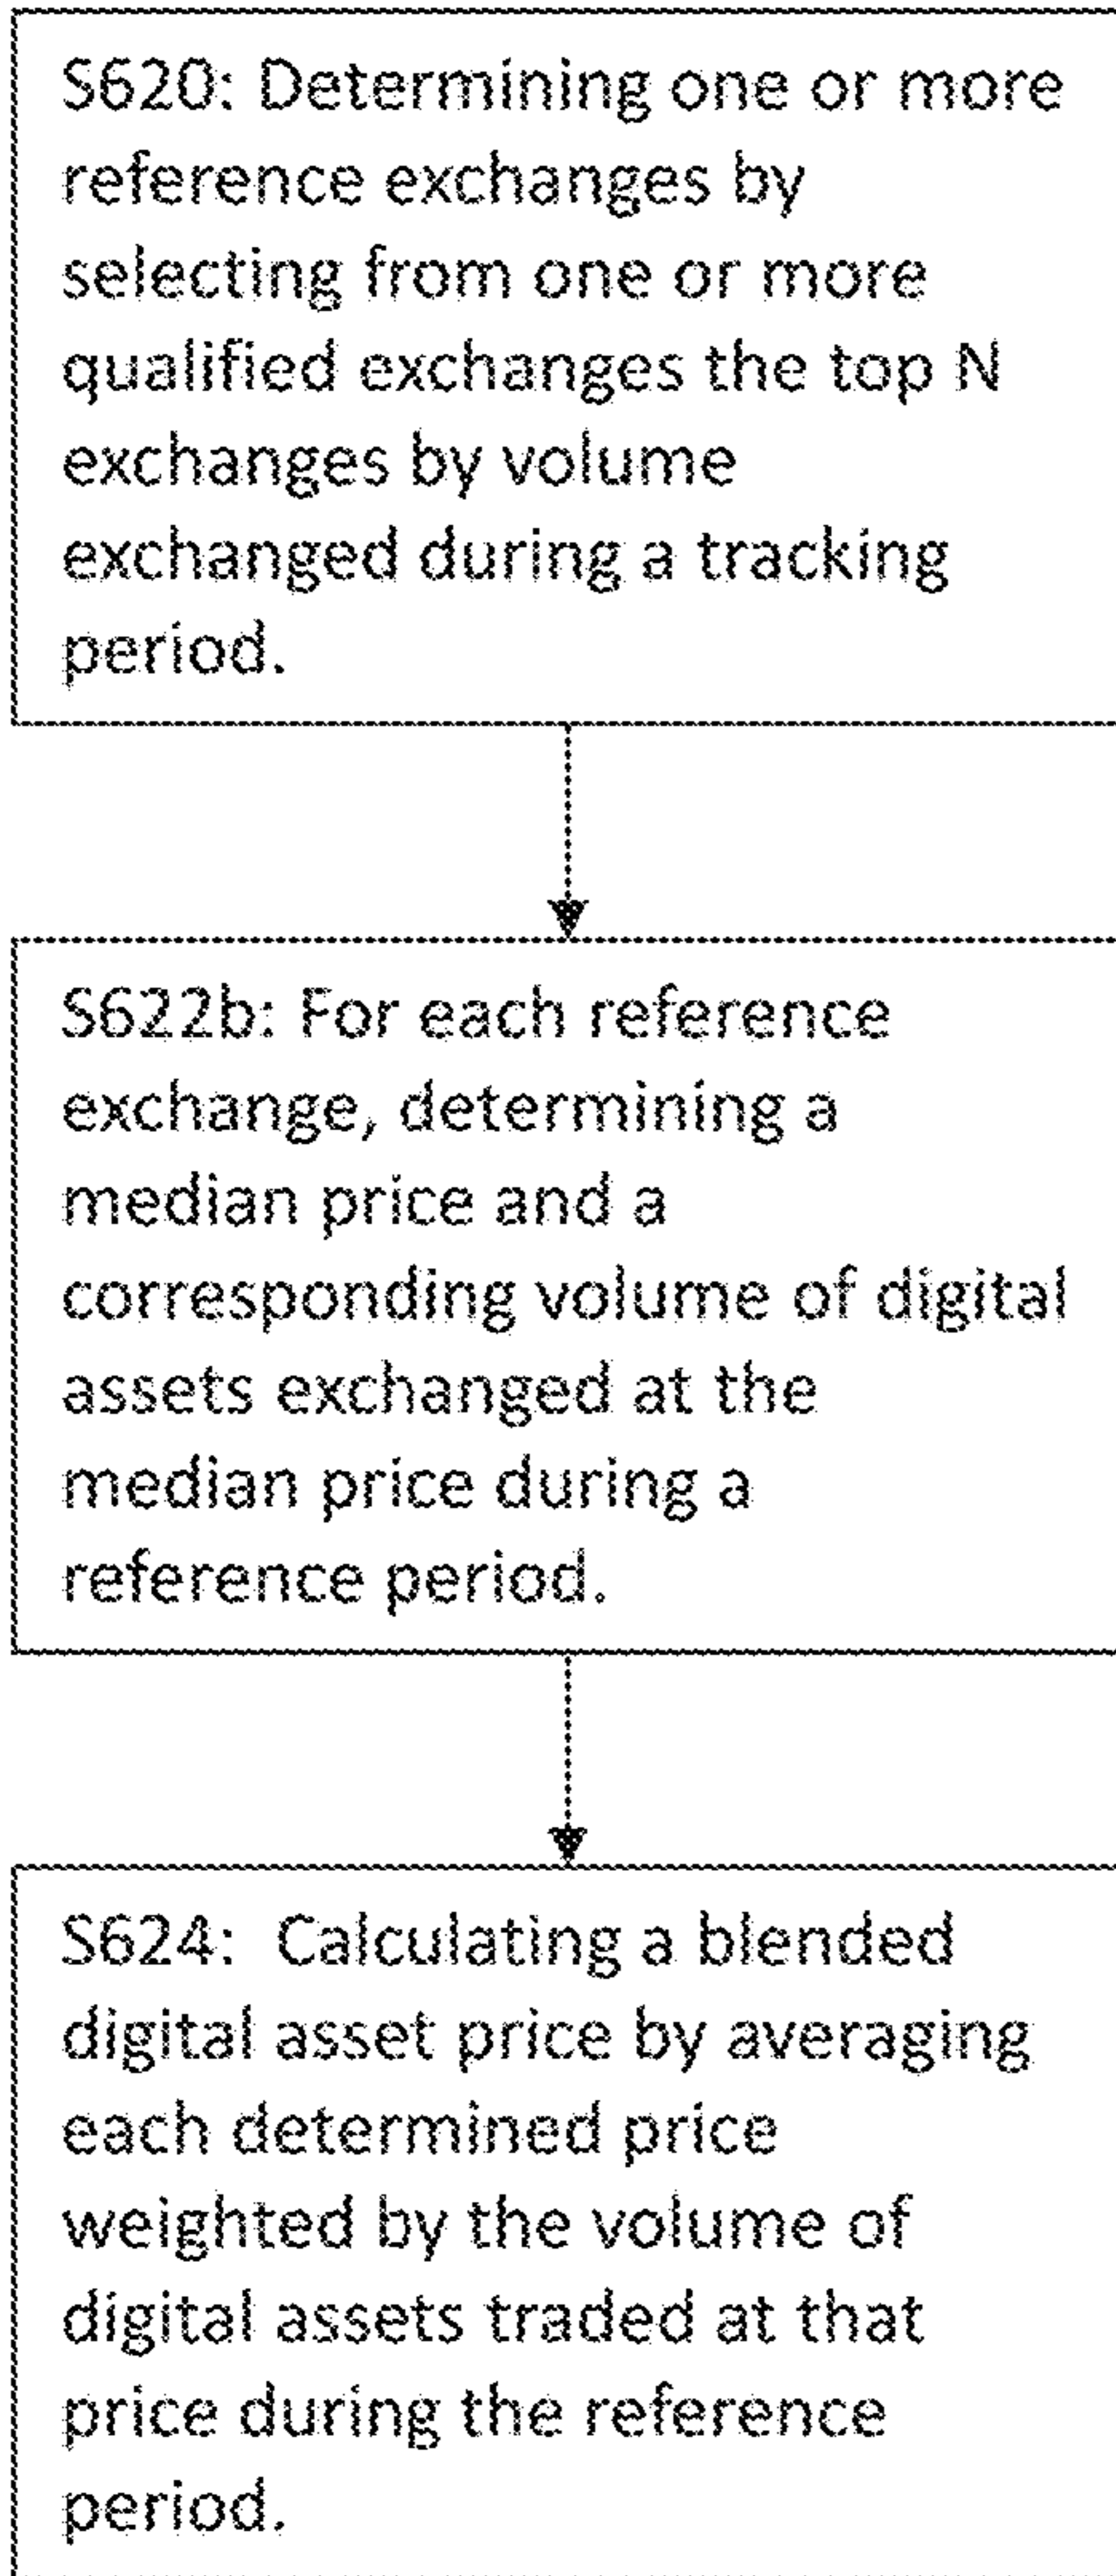 S620: Determining one or more
reference exchanges by
selecting from one or more
qualified exchanges the top N
exchanges by volume
exchanged during a tracking
period.
S622b: For each reference
exchange, determining a
median price and a
corresponding volume of digital
assets exchanged at the
median price during a
reference period.
S624:  Calculating a blended
digital asset price by averaging
each determined price
weighted by the volume of
digital assets traded at that
price during the reference
period.